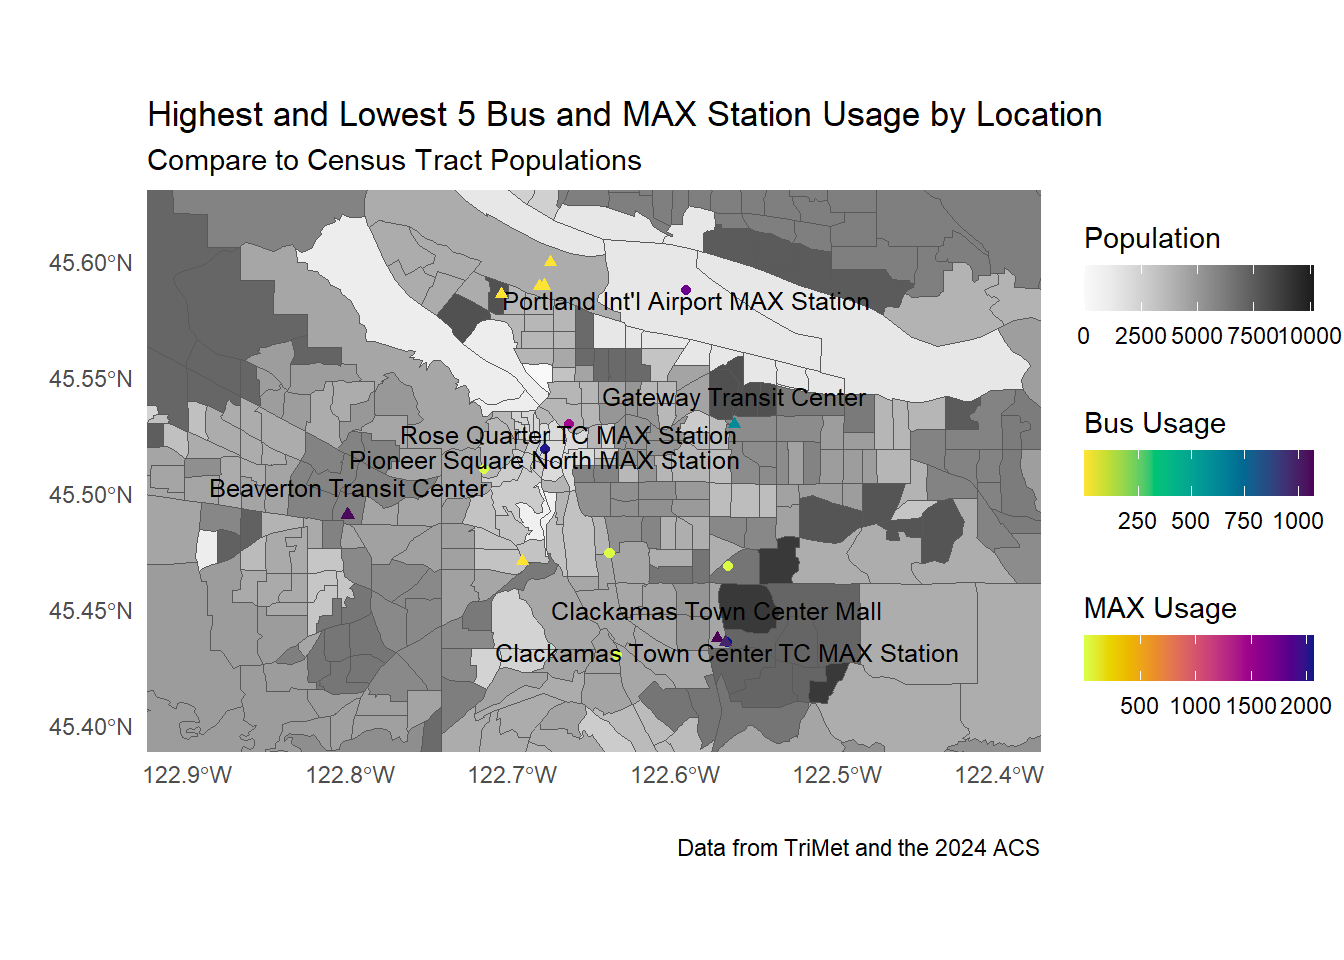 Highest and Lowest 5 Bus and MAX Station Usage by Location
Compare to Census Tract Populations
45.60°N
45.55°N
45.50°N
45.45°N
45.40°N
Portland Int'l Airport MAX Station
Gateway Transit Center
Rose Quarter TC MAX Station
Pioneer Square North MAX Station
Beaverton Transit Center
Clackamas Town Center Mall
Clackamas Town Center TC MAX Station
122.9°W 122.8°W 122.7°W 122.6°W 122.5°W 122.4°W
Population
0 2500 5000 7500 10000
Bus Usage
250 500 750 1000
MAX Usage
500 1000 1500 2000
Data from TriMet and the 2024 ACS